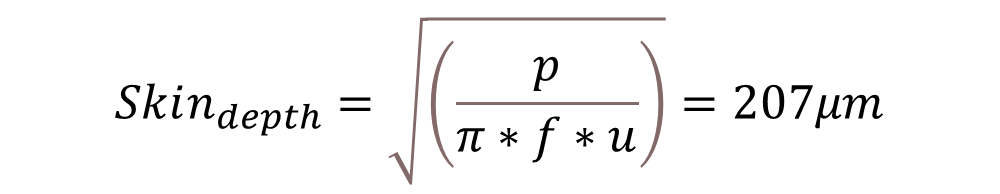 Skin_depth = √(p / (π * f * u)) = 207μm